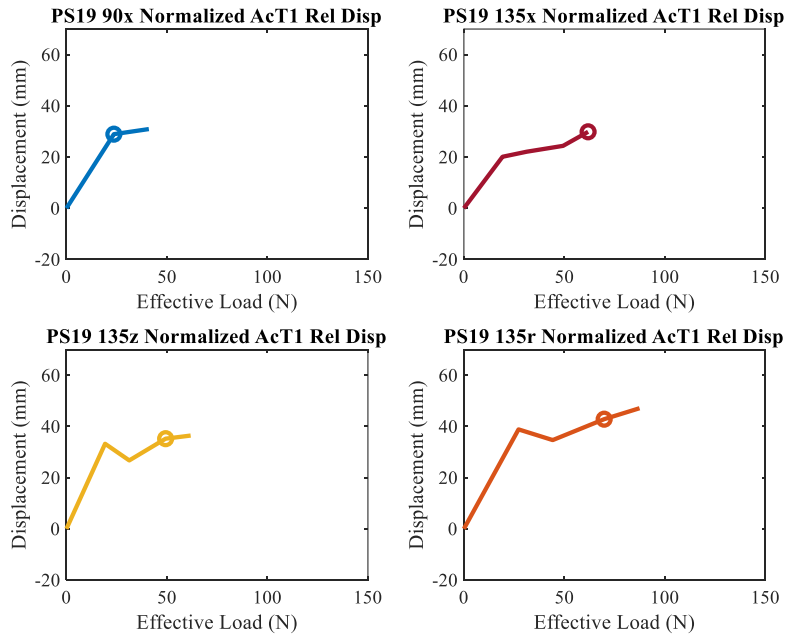 PS19 90x Normalized AcT1 Rel Disp
60
40
20
0
-20
Displacement (mm)
0 50 100 150
Effective Load (N)
PS19 135x Normalized AcT1 Rel Disp
60
40
20
0
-20
Displacement (mm)
0 50 100 150
Effective Load (N)
PS19 135z Normalized AcT1 Rel Disp
60
40
20
0
-20
Displacement (mm)
0 50 100 150
Effective Load (N)
PS19 135r Normalized AcT1 Rel Disp
60
40
20
0
-20
Displacement (mm)
0 50 100 150
Effective Load (N)